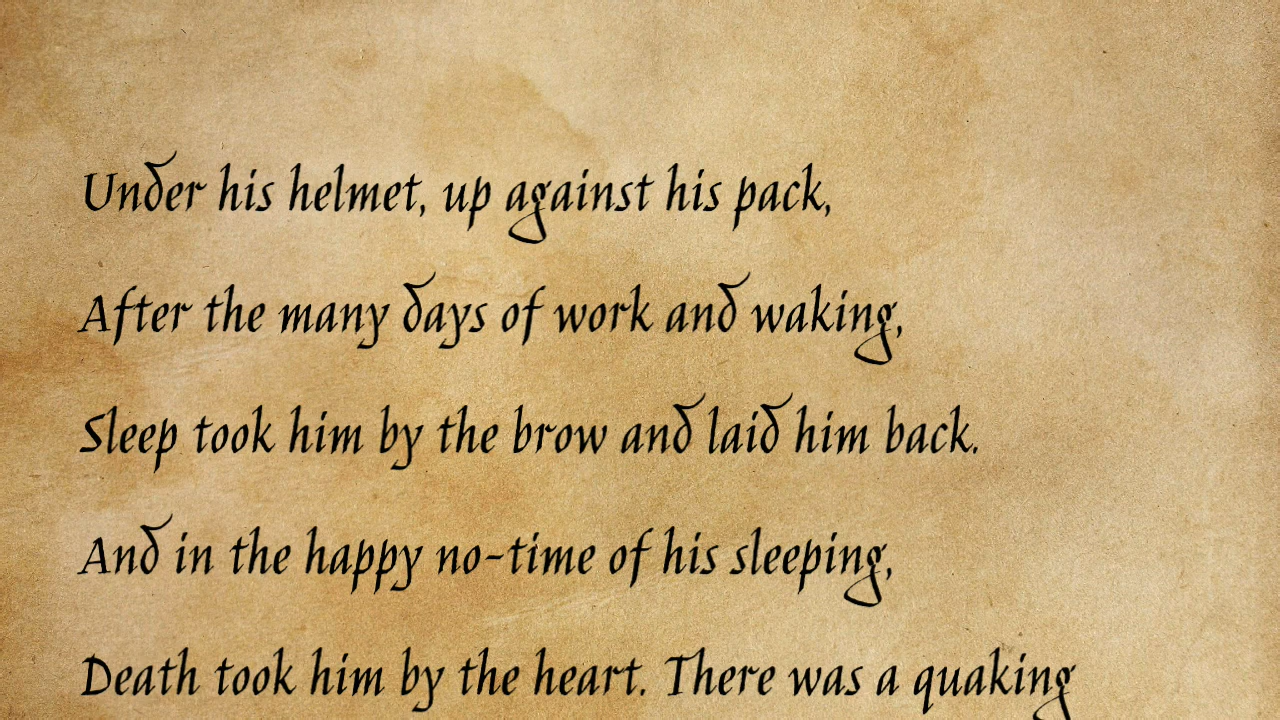 Under his helmet, up against his pack,
After the many days of work and waking,
Sleep took him by the brow and laid him back.
And in the happy no-time of his sleeping,
Death took him by the heart. There was a quaking